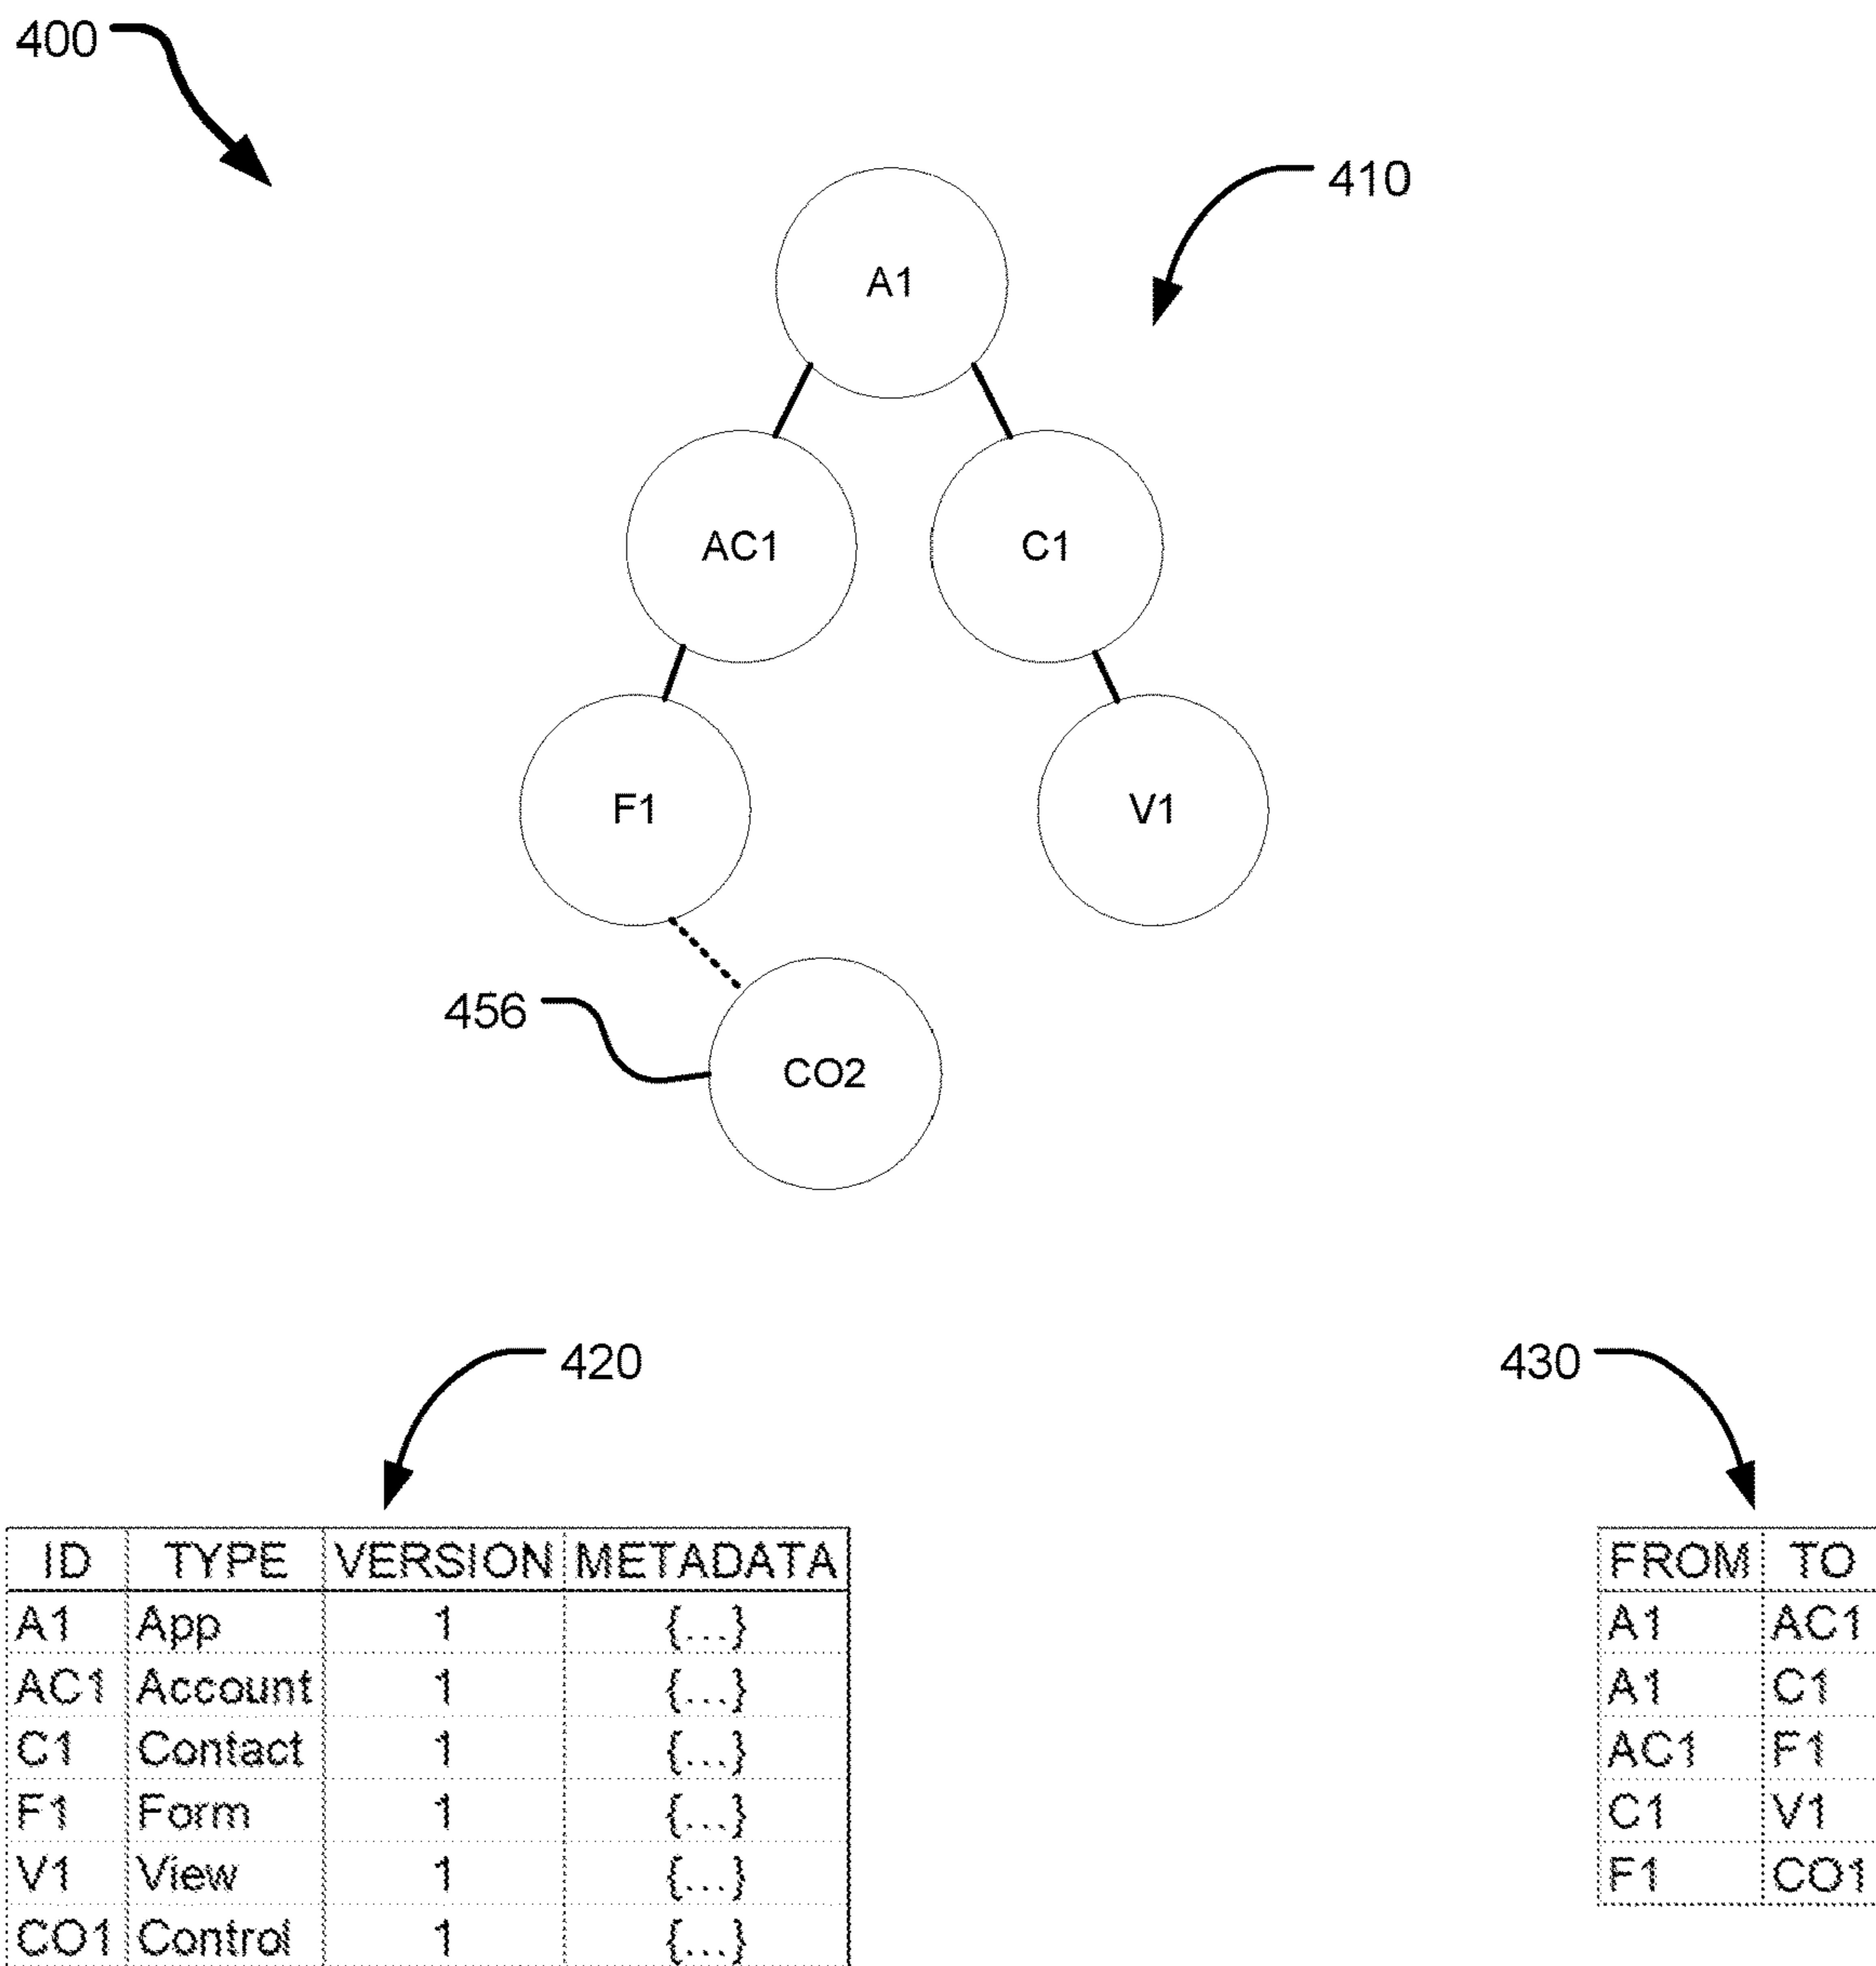 400
410
A1
AC1 C1
F1 V1
456
CO2
420
430
ID TYPE VERSION METADATA
A1 App 1 {...}
AC1 Account 1 {...}
C1 Contact 1 {...}
F1 Form 1 {...}
V1 View 1 {...}
CO1 Control 1 {...}
FROM TO
A1 AC1
A1 C1
AC1 F1
C1 V1
F1 CO1